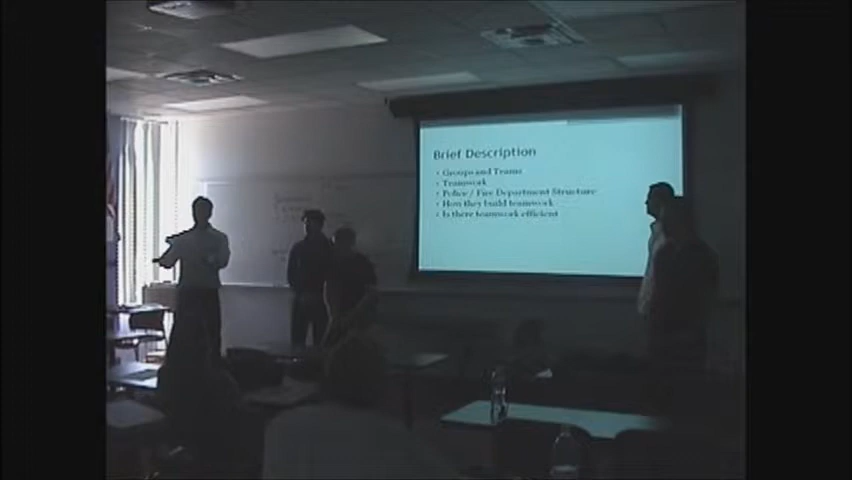 Brief Description
• Groups and Teams
• Teamwork
• Police / Fire Department Structure
• How they build teamwork
• Is there teamwork efficient